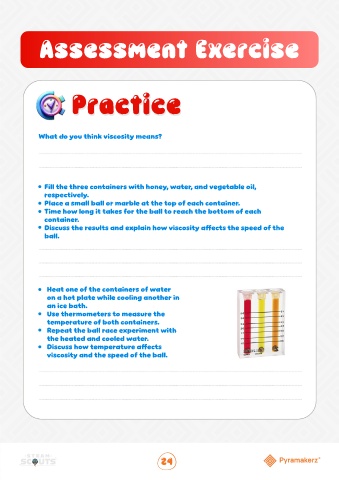 Assessment Exercise
Practice
What do you think viscosity means?
• Fill the three containers with honey, water, and vegetable oil,
respectively.
• Place a small ball or marble at the top of each container.
• Time how long it takes for the ball to reach the bottom of each
container.
• Discuss the results and explain how viscosity affects the speed of the
ball.
• Heat one of the containers of water
on a hot plate while cooling another in
an ice bath.
• Use thermometers to measure the
temperature of both containers.
• Repeat the ball race experiment with
the heated and cooled water.
• Discuss how temperature affects
viscosity and the speed of the ball.
SCOUTS
24
Pyramakerz